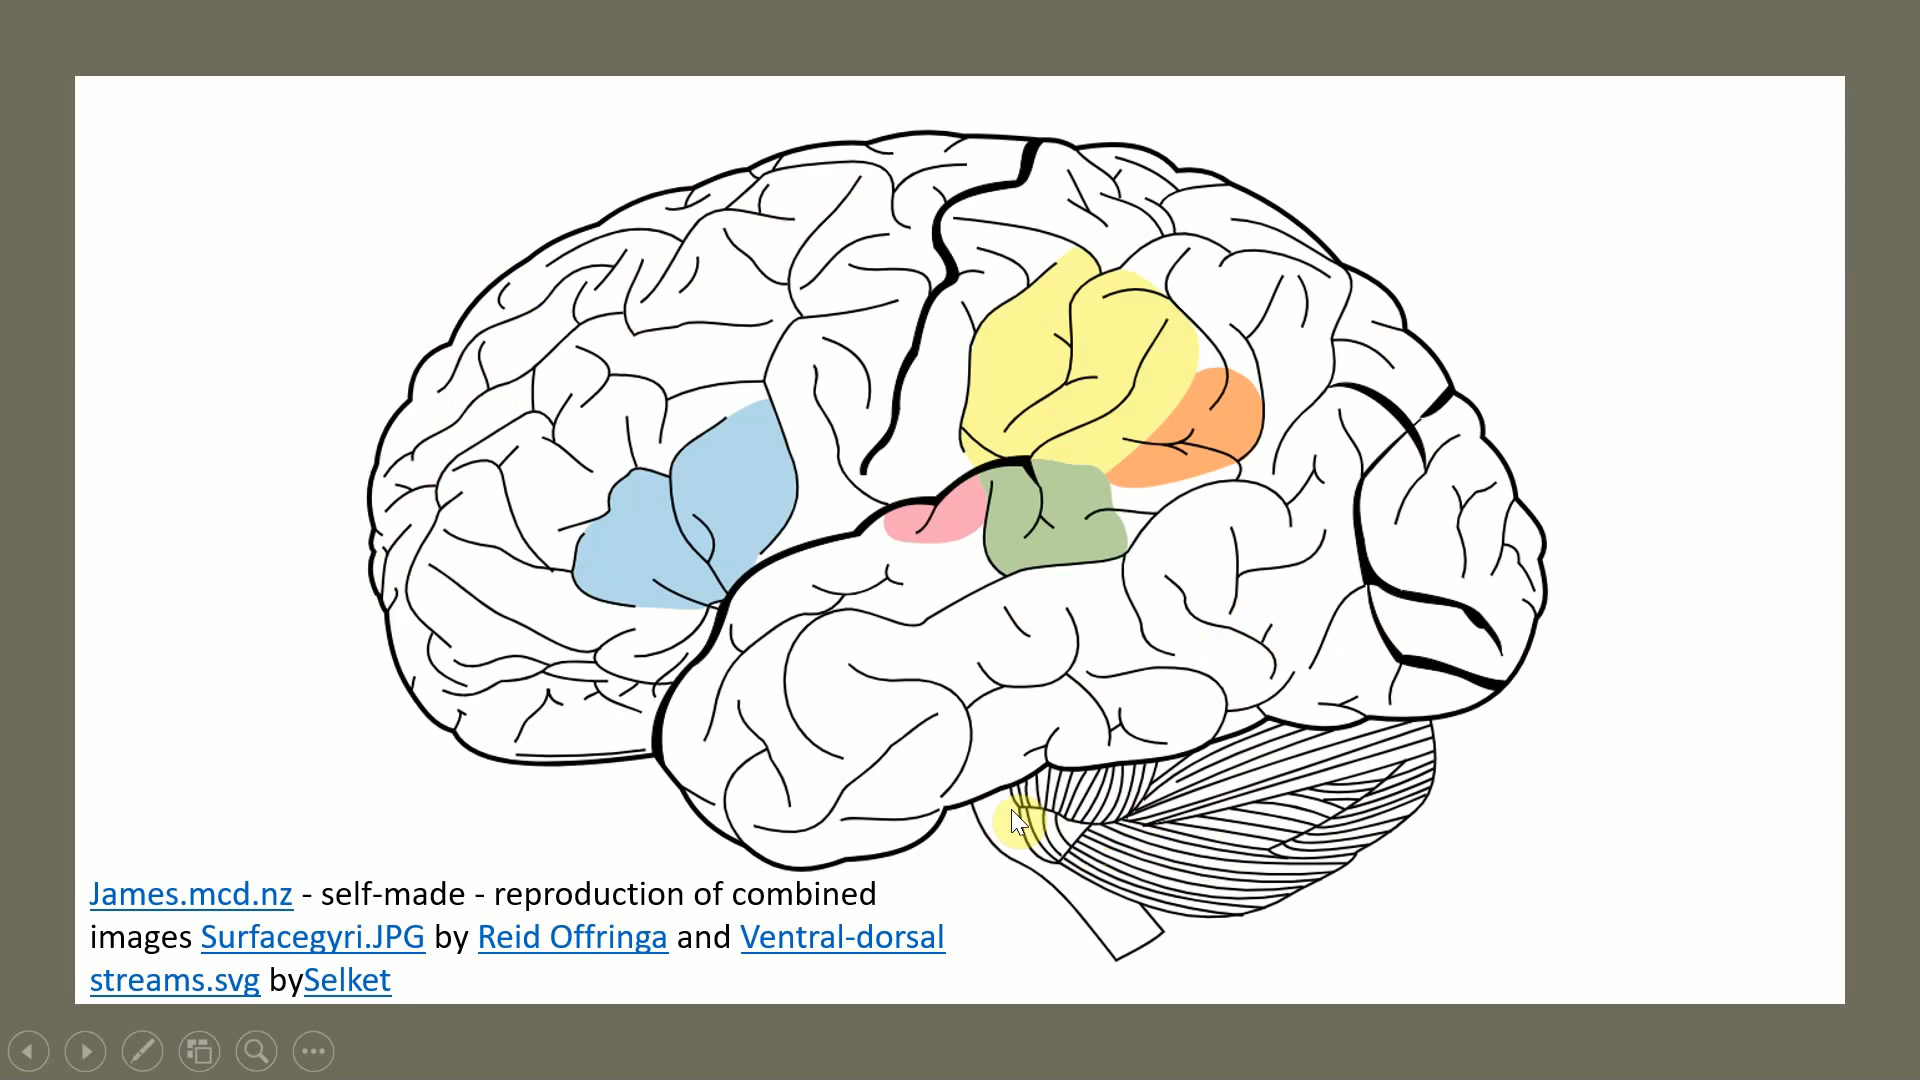 James.mcd.nz - self-made - reproduction of combined
images Surfacegyri.JPG by Reid Offringa and Ventral-dorsal
streams.svg bySelket